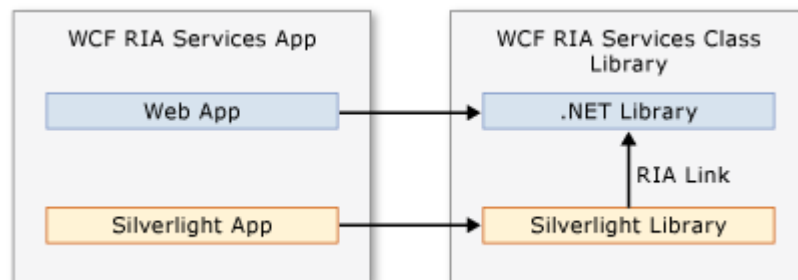 WCF RIA Services App
Web App
Silverlight App
WCF RIA Services Class
Library
.NET Library
RIA Link
Silverlight Library